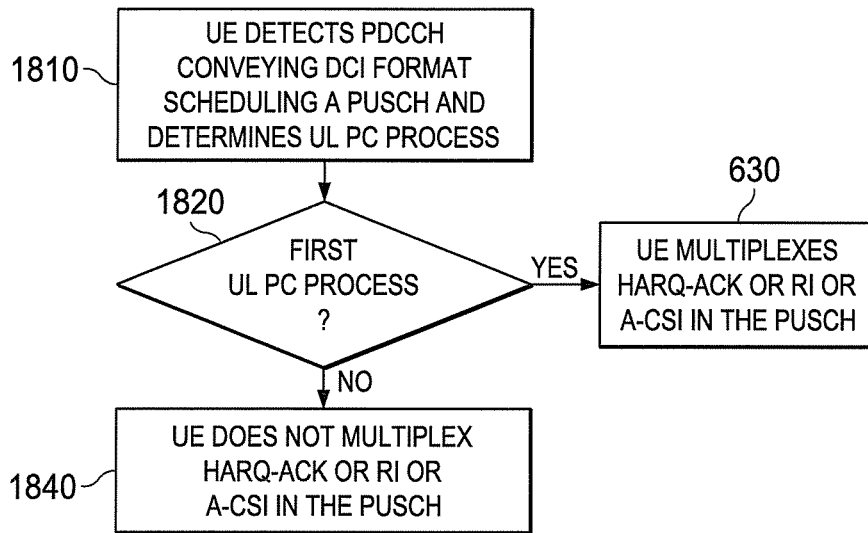 1810
UE DETECTS PDCCH
CONVEYING DCI FORMAT
SCHEDULING A PUSCH AND
DETERMINES UL PC PROCESS
1820
FIRST
UL PC PROCESS
?
YES
630
UE MULTIPLEXES
HARQ-ACK OR RI OR
A-CSI IN THE PUSCH
NO
1840
UE DOES NOT MULTIPLEX
HARQ-ACK OR RI OR
A-CSI IN THE PUSCH